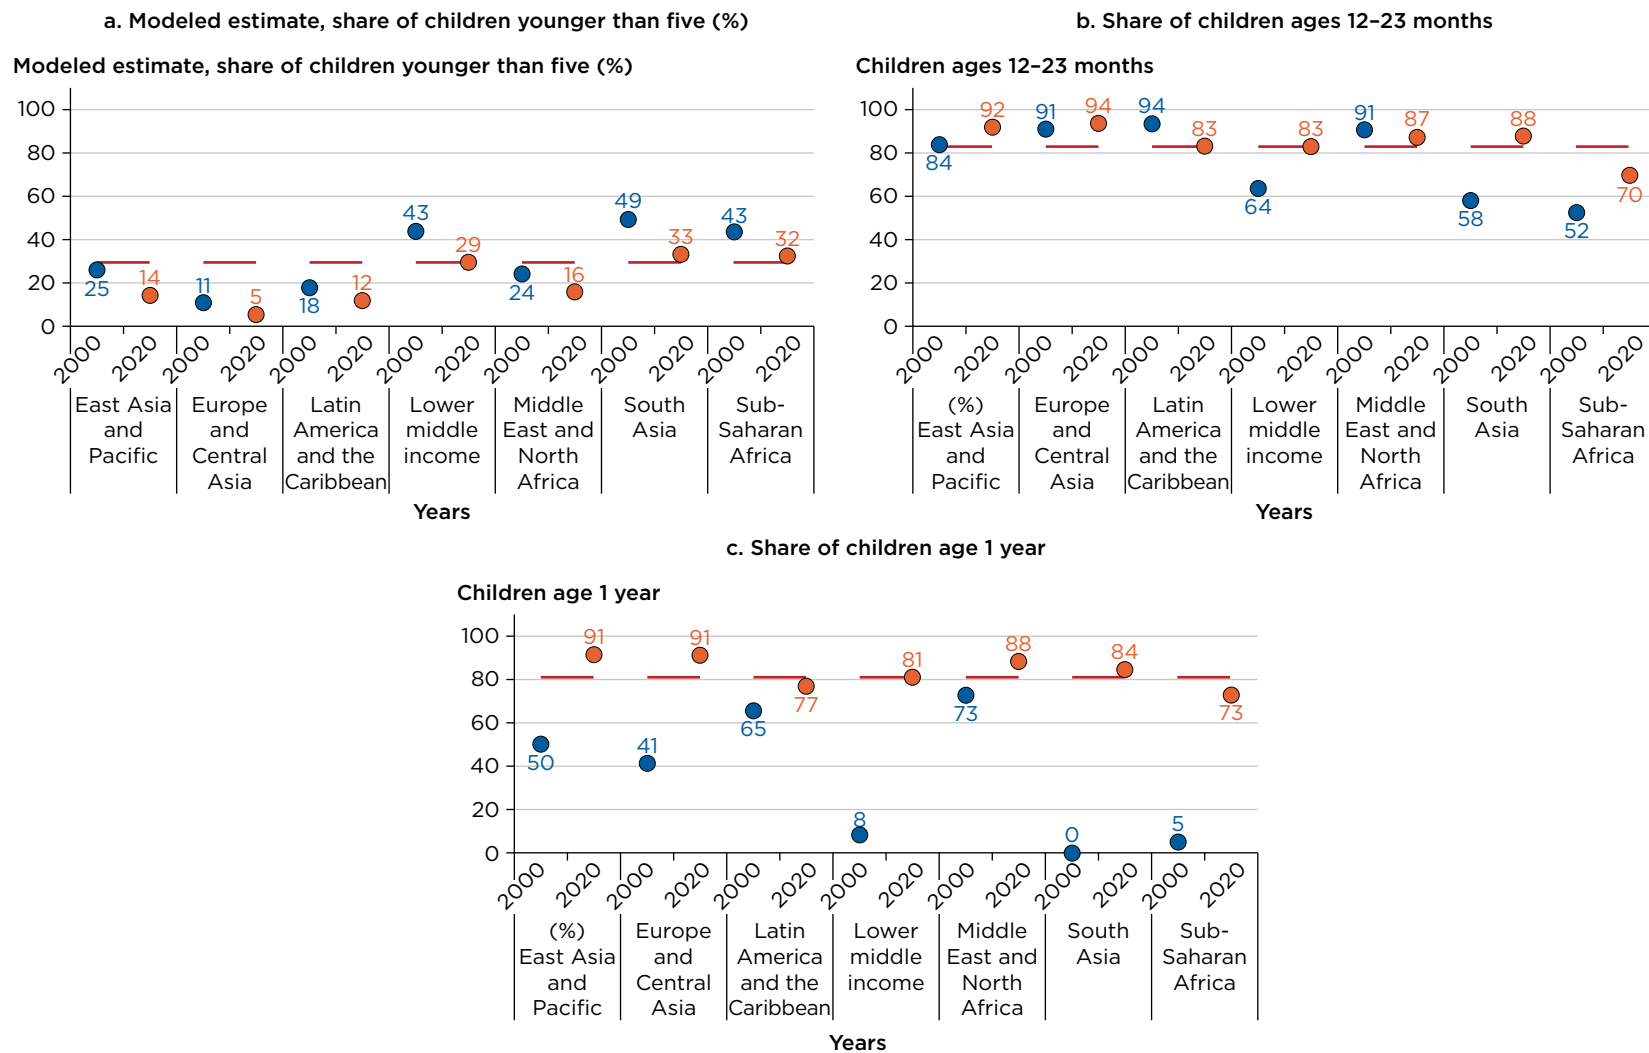 a. Modeled estimate, share of children younger than five (%)
Modeled estimate, share of children younger than five (%)
100
80
60
40
20
0
25
14
11
5
18
12
43
29
24
16
49
33
43
32
2000
2020
2000
2020
2000
2020
2000
2020
2000
2020
2000
2020
2000
2020
East Asia
and
Pacific
Europe
and
Central
Asia
Latin
America
and the
Caribbean
Lower
middle
income
Middle
East and
North
Africa
South
Asia
Sub-
Saharan
Africa
Years
b. Share of children ages 12–23 months
Children ages 12–23 months
100
80
60
40
20
0
84
92
91
94
94
83
64
83
91
87
58
88
52
70
2000
2020
2000
2020
2000
2020
2000
2020
2000
2020
2000
2020
2000
2020
(%)
East Asia
and
Pacific
Europe
and
Central
Asia
Latin
America
and the
Caribbean
Lower
middle
income
Middle
East and
North
Africa
South
Asia
Sub-
Saharan
Africa
Years
c. Share of children age 1 year
Children age 1 year
100
80
60
40
20
0
50
91
41
91
65
77
8
81
73
88
0
84
5
73
2000
2020
2000
2020
2000
2020
2000
2020
2000
2020
2000
2020
2000
2020
(%)
East Asia
and
Pacific
Europe
and
Central
Asia
Latin
America
and the
Caribbean
Lower
middle
income
Middle
East and
North
Africa
South
Asia
Sub-
Saharan
Africa
Years